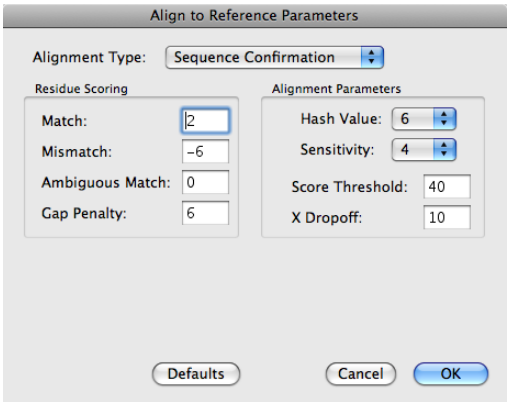 Align to Reference Parameters
Alignment Type: Sequence Confirmation
Residue Scoring
Match: 2
Mismatch: -6
Ambiguous Match: 0
Gap Penalty: 6
Alignment Parameters
Hash Value: 6
Sensitivity: 4
Score Threshold: 40
X Dropoff: 10
Defaults Cancel OK